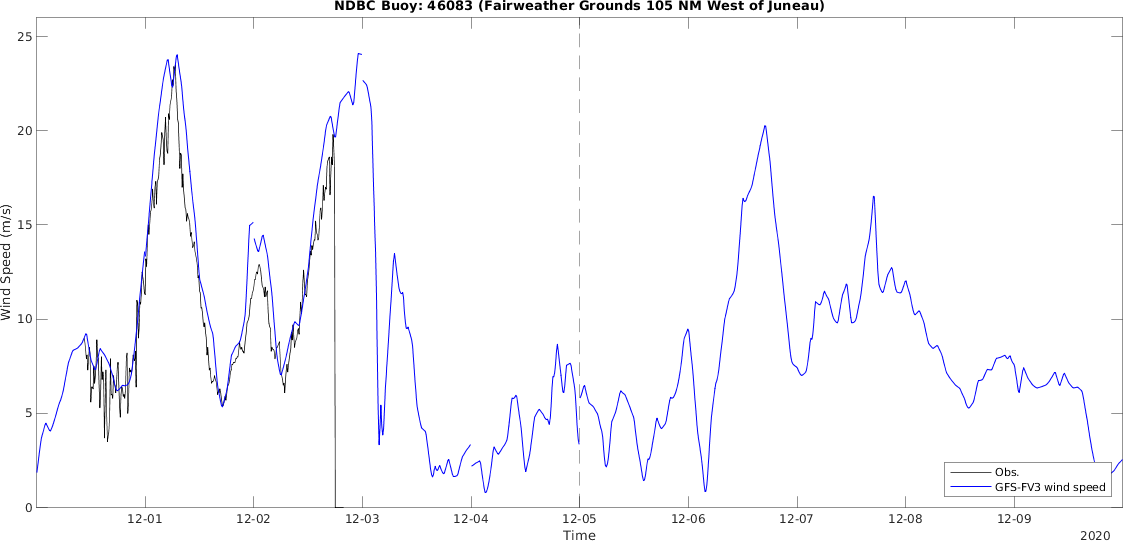 NDBC Buoy: 46083 (Fairweather Grounds 105 NM West of Juneau)
25
20
15
10
5
0
Wind Speed (m/s)
12-01 12-02 12-03 12-04 12-05 12-06 12-07 12-08 12-09
Time
2020
Obs.
GFS-FV3 wind speed